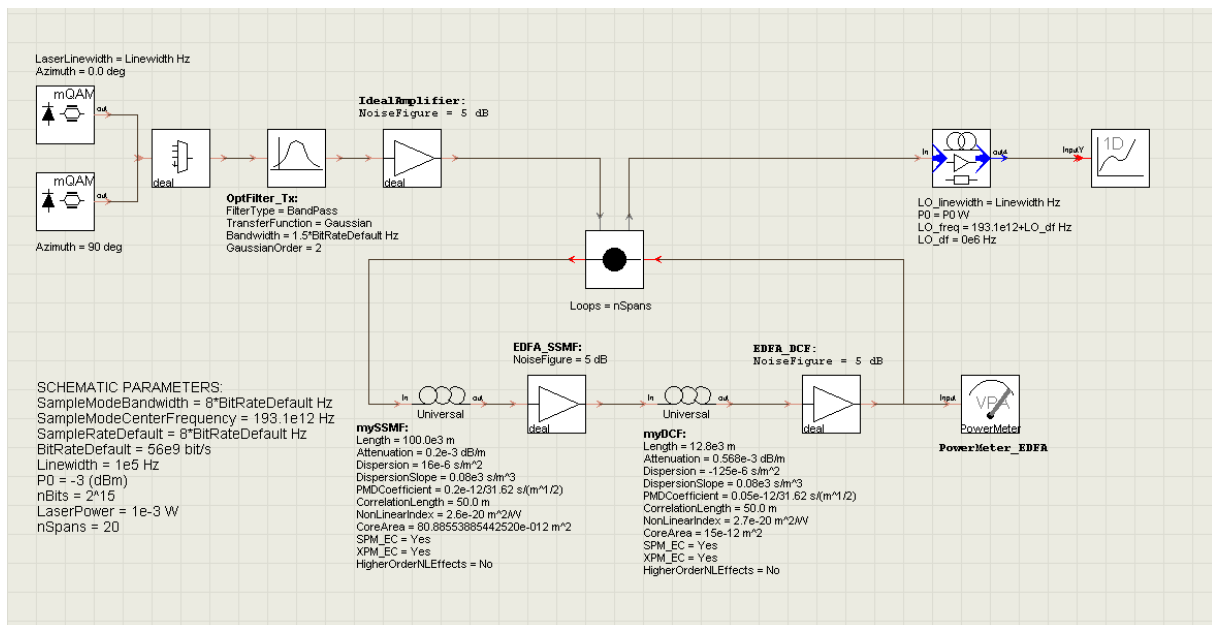 LaserLinewidth = Linewidth Hz
Azimuth = 0.0 deg
mQAM
out
mQAM
out
Azimuth = 90 deg
deal
OptFilter_Tx:
FilterType = BandPass
TransferFunction = Gaussian
Bandwidth = 1.5*BitRateDefault Hz
GaussianOrder = 2
IdealAmplifier:
NoiseFigure = 5 dB
deal
In
output
InputY
1D
LO_linewidth = Linewidth Hz
P0 = P0 W
LO_freq = 193.1e12+LO_df Hz
LO_df = 0e6 Hz
Loops = nSpans
SCHEMATIC PARAMETERS:
SampleModeBandwidth = 8*BitRateDefault Hz
SampleModeCenterFrequency = 193.1e12 Hz
SampleRateDefault = 8*BitRateDefault Hz
BitRateDefault = 56e9 bit/s
Linewidth = 1e5 Hz
P0 = -3 (dBm)
nBits = 2^15
LaserPower = 1e-3 W
nSpans = 20
In
out
Universal
mySSMF:
Length = 100.0e3 m
Attenuation = 0.2e-3 dB/m
Dispersion = 16e-6 s/m^2
DispersionSlope = 0.08e3 s/m^3
PMDCoefficient = 0.2e-12/31.62 s/(m^1/2)
CorrelationLength = 50.0 m
NonLinearIndex = 2.6e-20 m^2/W
CoreArea = 80.88553885442520e-012 m^2
SPM_EC = Yes
XPM_EC = Yes
HigherOrderNLEffects = No
EDFA_SSMF:
NoiseFigure = 5 dB
deal
In
out
Universal
myDCF:
Length = 12.8e3 m
Attenuation = 0.568e-3 dB/m
Dispersion = -125e-6 s/m^2
DispersionSlope = 0.08e3 s/m^3
PMDCoefficient = 0.05e-12/31.62 s/(m^1/2)
CorrelationLength = 50.0 m
NonLinearIndex = 2.7e-20 m^2/W
CoreArea = 15e-12 m^2
SPM_EC = Yes
XPM_EC = Yes
HigherOrderNLEffects = No
EDFA_DCF:
NoiseFigure = 5 dB
deal
Input
VPA
PowerMeter
PowerMeter_EDFA